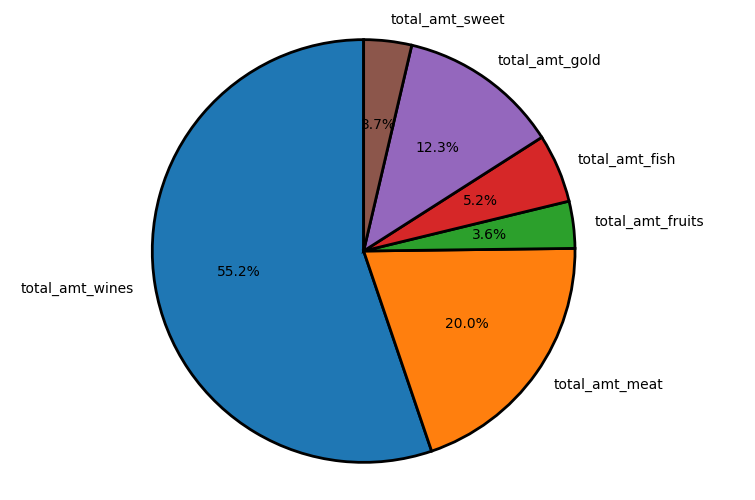 total_amt_sweet
total_amt_gold
3.7%
12.3%
total_amt_fish
5.2%
total_amt_fruits
3.6%
55.2%
total_amt_wines
20.0%
total_amt_meat